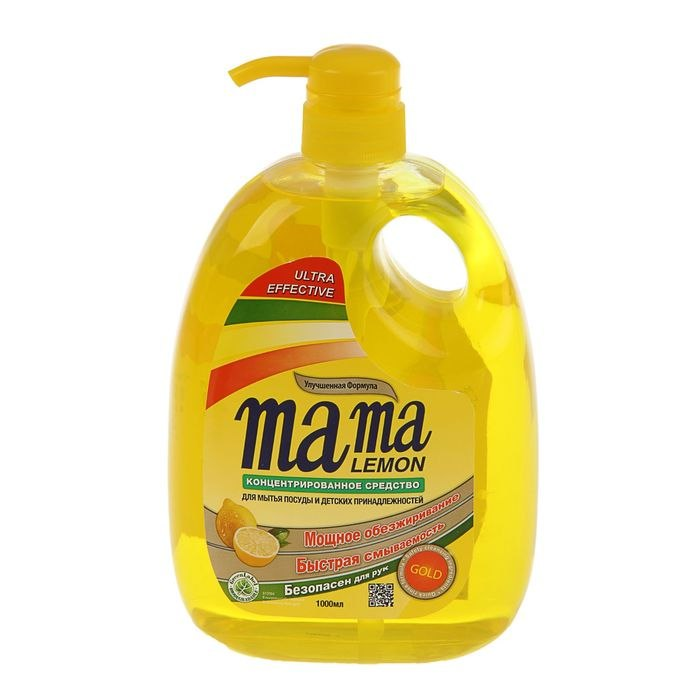 ULTRA
EFFECTIVE
Улучшенная Формула
mama
LEMON
КОНЦЕНТРИРОВАННОЕ СРЕДСТВО
ДЛЯ МЫТЬЯ ПОСУДЫ И ДЕТСКИХ ПРИНАДЛЕЖНОСТЕЙ
Мощное обезжиривание
Быстрая смываемость
Безопасен для рук
GOLD
1000мл